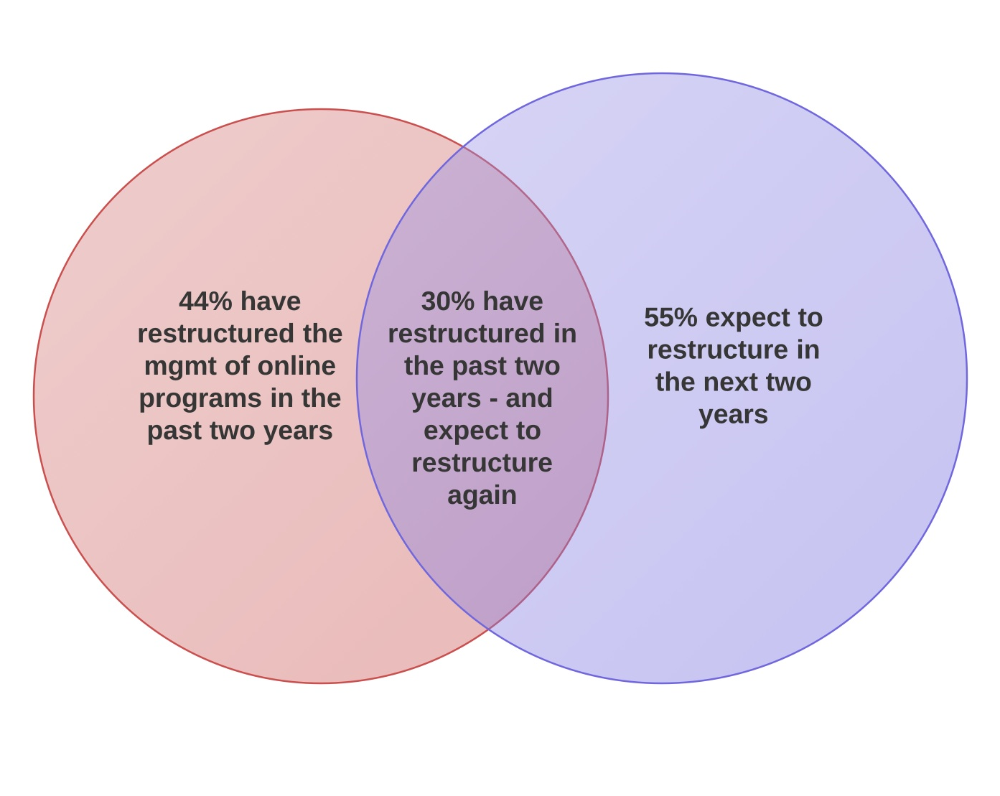 44% have
restructured the
mgmt of online
programs in the
past two years
30% have
restructured in
the past two
years - and
expect to
restructure
again
55% expect to
restructure in
the next two
years